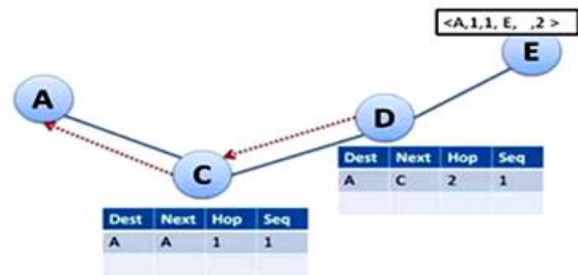 <A,1,1, E, ,2 >
E
A
D
C
Dest Next Hop Seq
A C 2 1
Dest Next Hop Seq
A A 1 1